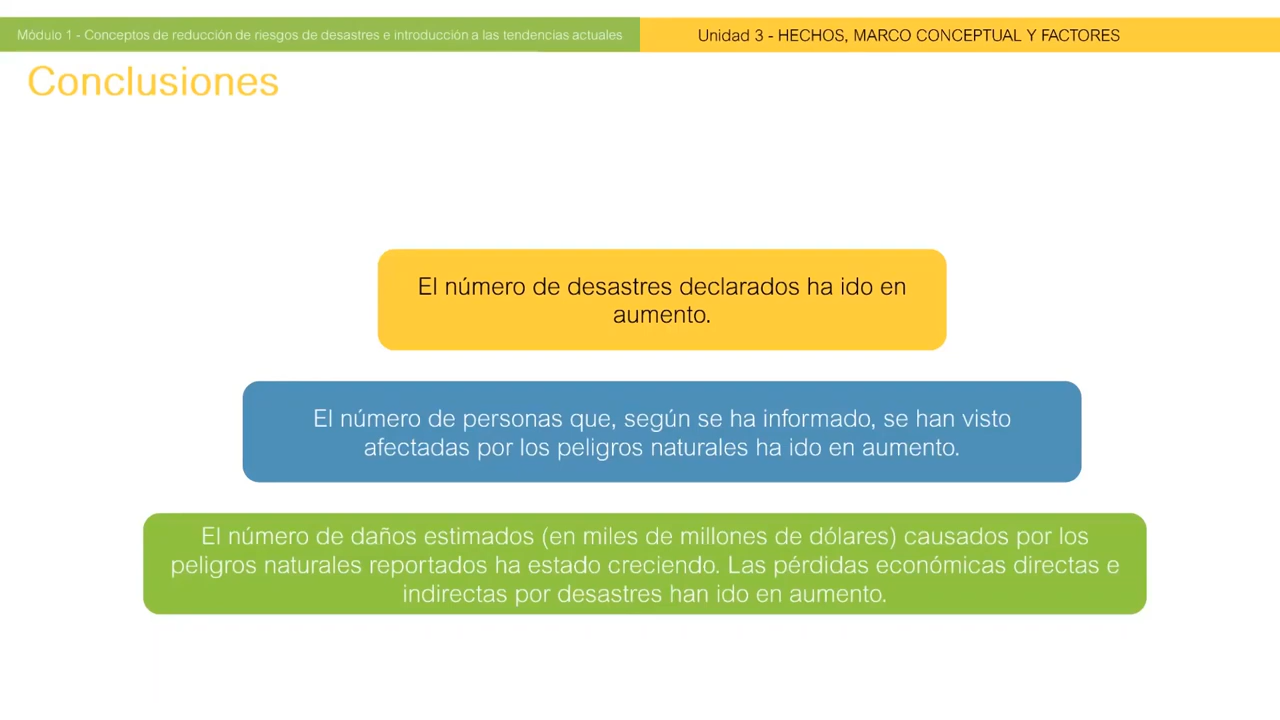 Módulo 1 - Conceptos de reducción de riesgos de desastres e introducción a las tendencias actuales
Unidad 3 - HECHOS, MARCO CONCEPTUAL Y FACTORES
Conclusiones
El número de desastres declarados ha ido en
aumento.
El número de personas que, según se ha informado, se han visto
afectadas por los peligros naturales ha ido en aumento.
El número de daños estimados (en miles de millones de dólares) causados por los
peligros naturales reportados ha estado creciendo. Las pérdidas económicas directas e
indirectas por desastres han ido en aumento.